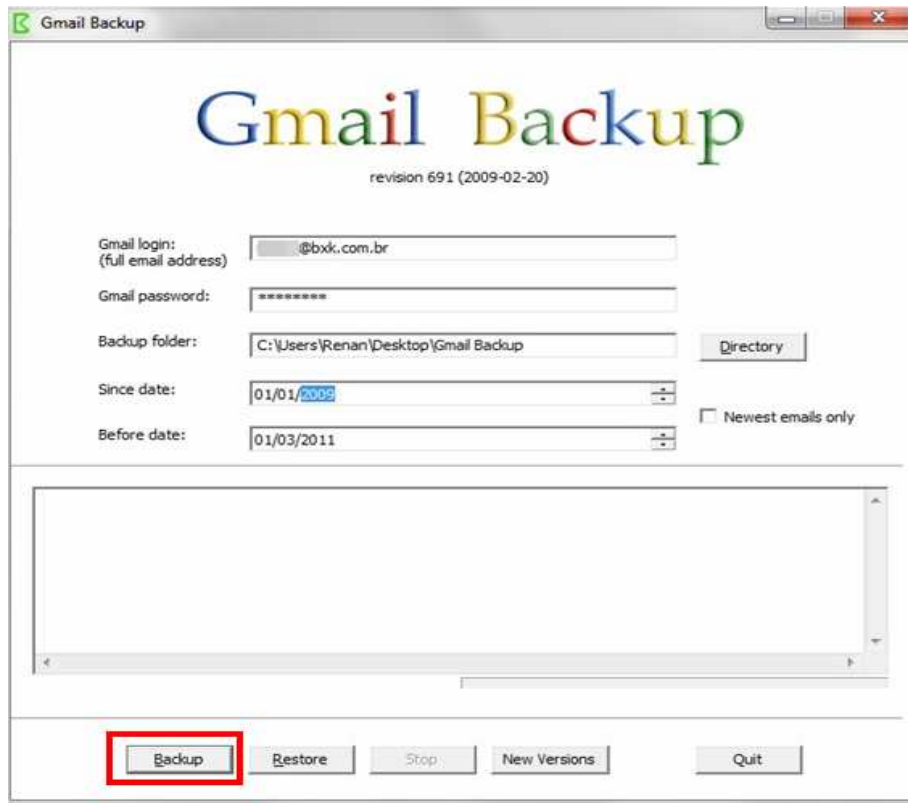 Gmail Backup
Gmail Backup
revision 691 (2009-02-20)
Gmail login:
(full email address)
@bxk.com.br
Gmail password:
********
Backup folder:
C:\Users\Renan\Desktop\Gmail Backup
Directory
Since date:
01/01/2009
Newest emails only
Before date:
01/03/2011
Backup
Restore
Stop
New Versions
Quit